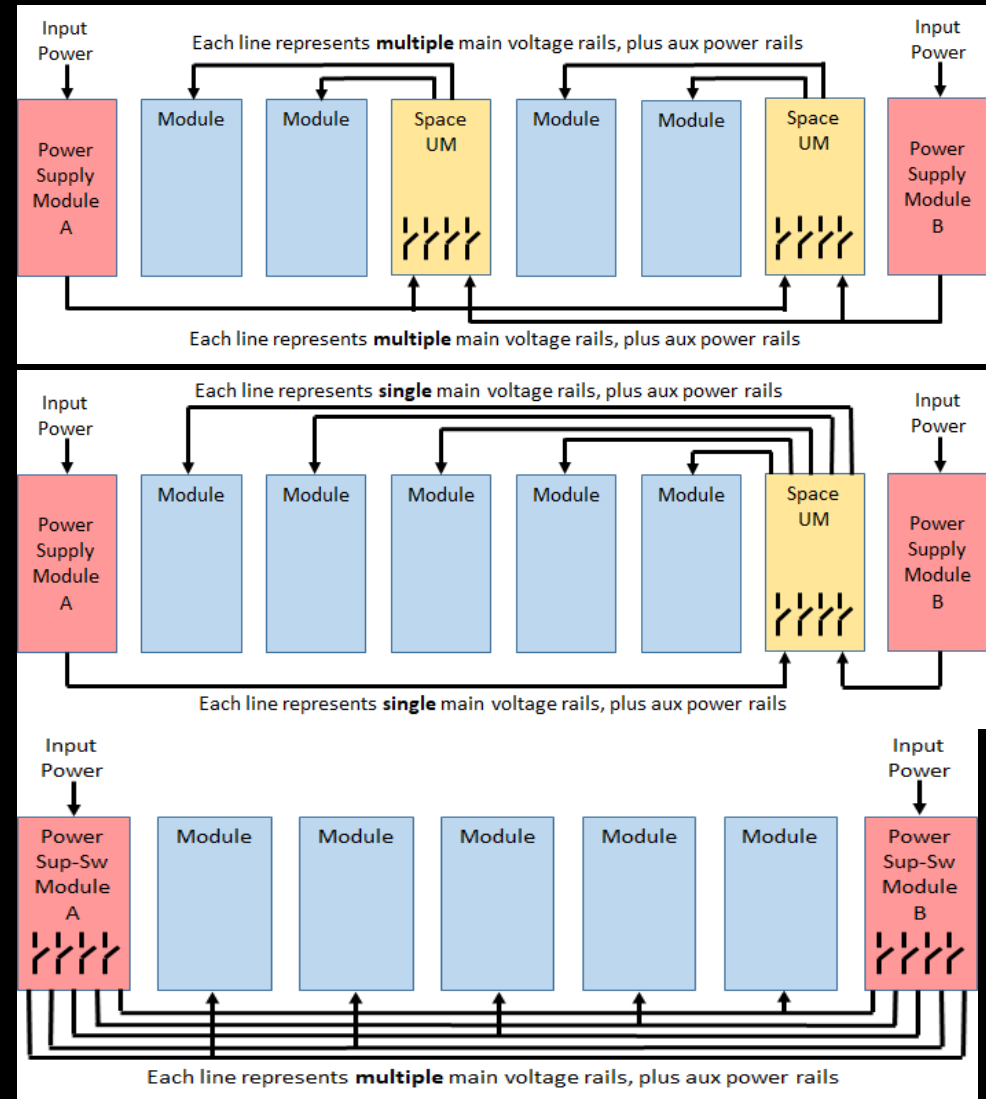 Input
Power
Each line represents multiple main voltage rails, plus aux power rails
Input
Power
Power
Supply
Module
A
Module
Module
Space
UM
Module
Module
Space
UM
Power
Supply
Module
B
Each line represents multiple main voltage rails, plus aux power rails
Input
Power
Each line represents single main voltage rails, plus aux power rails
Input
Power
Power
Supply
Module
A
Module
Module
Module
Module
Module
Space
UM
Power
Supply
Module
B
Each line represents single main voltage rails, plus aux power rails
Input
Power
Input
Power
Power
Sup-Sw
Module
A
Module
Module
Module
Module
Module
Power
Sup-Sw
Module
B
Each line represents multiple main voltage rails, plus aux power rails